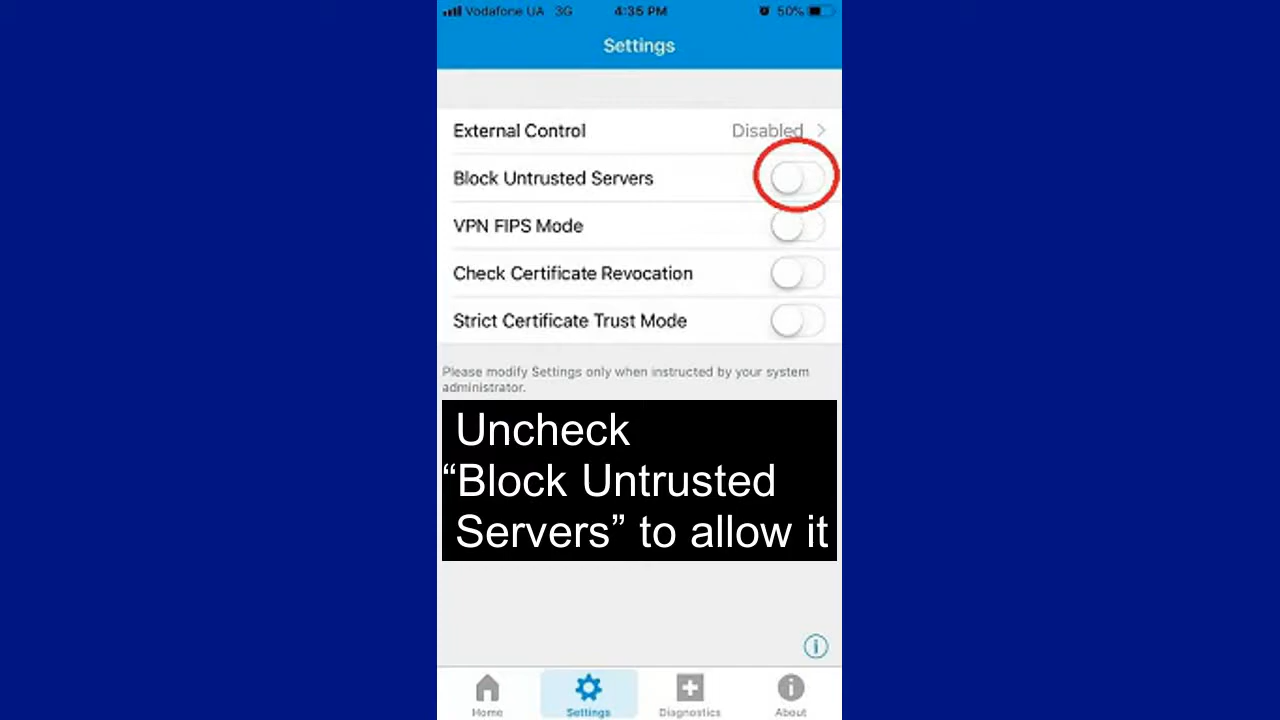 Vodafone UA 3G 4:35 PM 50%
Settings
External Control Disabled
Block Untrusted Servers
VPN FIPS Mode
Check Certificate Revocation
Strict Certificate Trust Mode
Please modify Settings only when instructed by your system
administrator.
Uncheck
“Block Untrusted
Servers” to allow it
Home Settings Diagnostics About